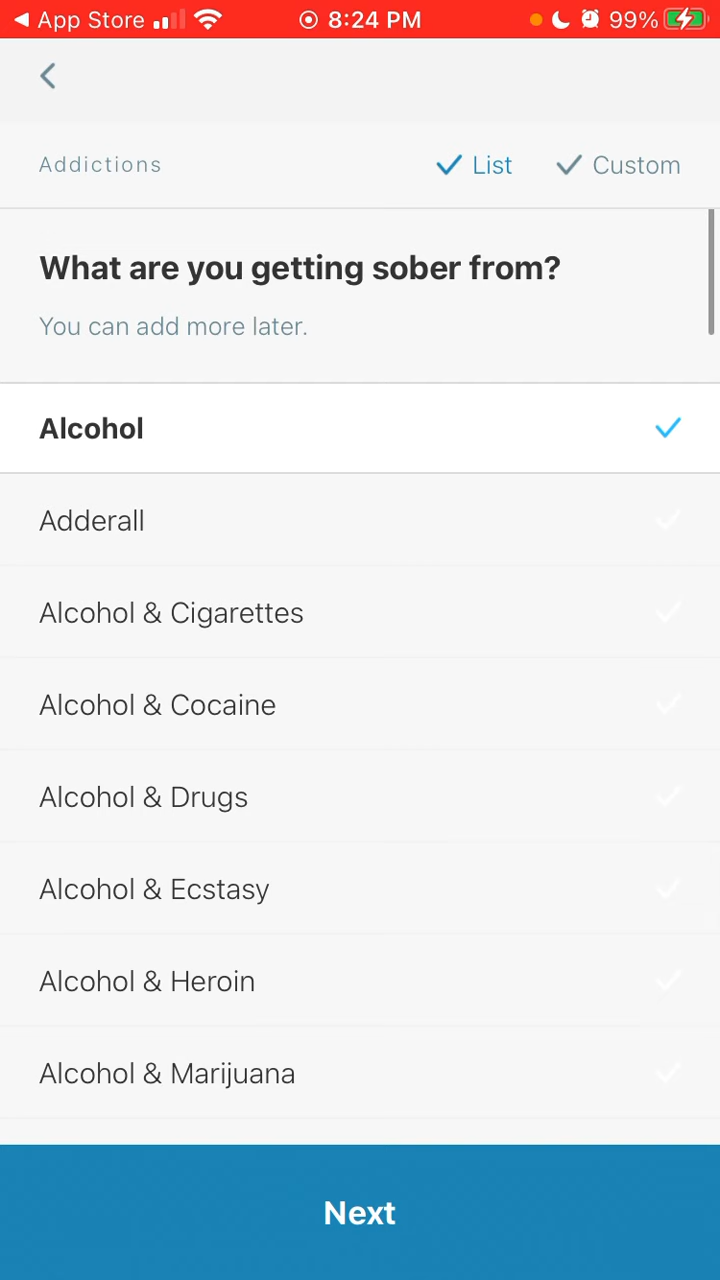 App Store 8:24 PM 99%
Addictions List Custom
What are you getting sober from?
You can add more later.
Alcohol
Adderall
Alcohol & Cigarettes
Alcohol & Cocaine
Alcohol & Drugs
Alcohol & Ecstasy
Alcohol & Heroin
Alcohol & Marijuana
Next